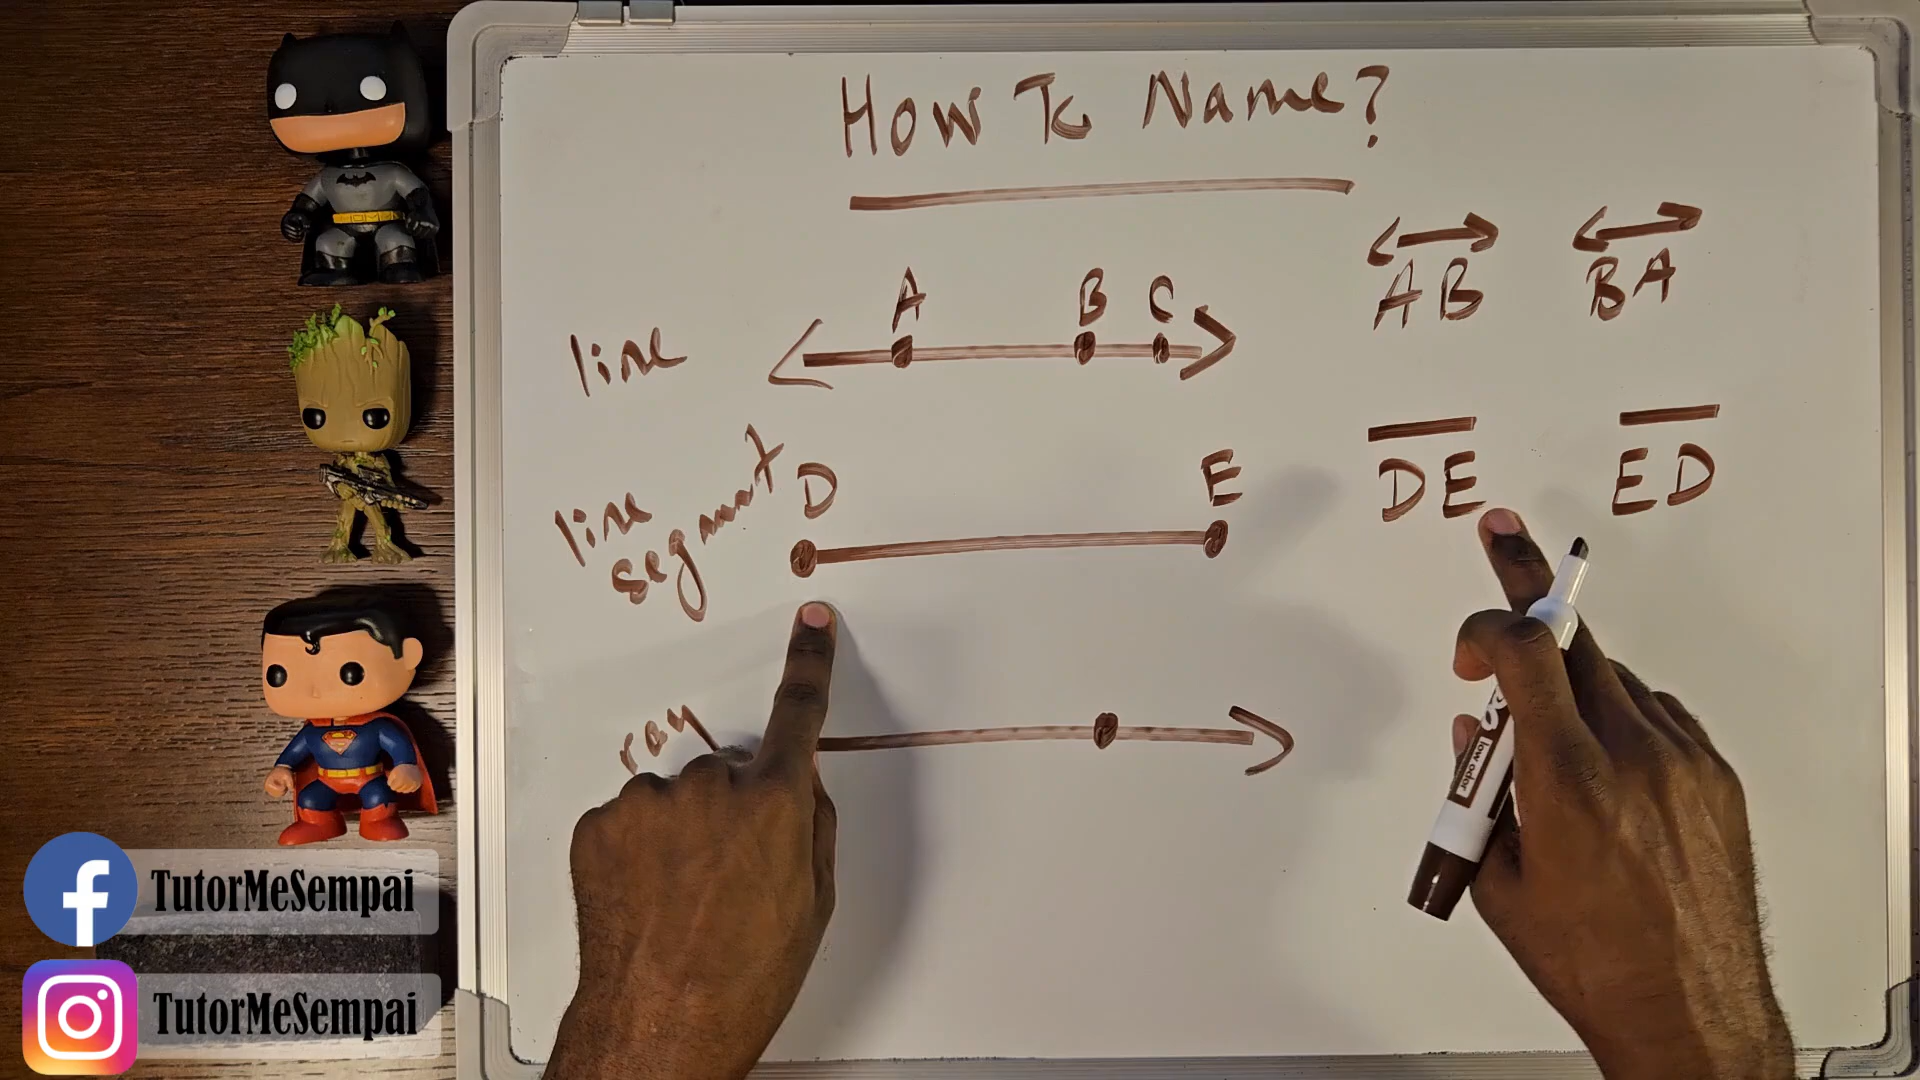 How To Name?
A B C
AB BA
line
D E
DE ED
line
segment
ray
low odor
TutorMeSempai
TutorMeSempai